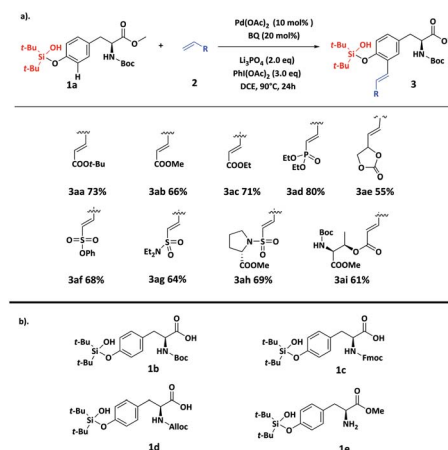 a).
t-Bu
Si OH
t-Bu O
H
1a
O
O
HN Boc
+
R
2
Pd(OAc)₂ (10 mol%)
BQ (20 mol%)
Li₃PO₄ (2.0 eq)
PhI(OAc)₂ (3.0 eq)
DCE, 90°C, 24h
t-Bu
Si OH
t-Bu O
R
O
HN Boc
3
COOt-Bu
3aa 73%
COOMe
3ab 66%
COOEt
3ac 71%
EtO P O
EtO
3ad 80%
O O
O
3ae 55%
O S O
OPh
3af 68%
O S O
Et₂N
3ag 64%
N S O
O
COOMe
3ah 69%
Boc HN O O
COOMe
3ai 61%
b).
t-Bu
Si OH
t-Bu O
O
OH
HN Boc
1b
t-Bu
Si OH
t-Bu O
O
OH
HN Fmoc
1c
t-Bu
Si OH
t-Bu O
O
OH
HN Alloc
1d
t-Bu
Si OH
t-Bu O
O
OMe
NH₂
1e